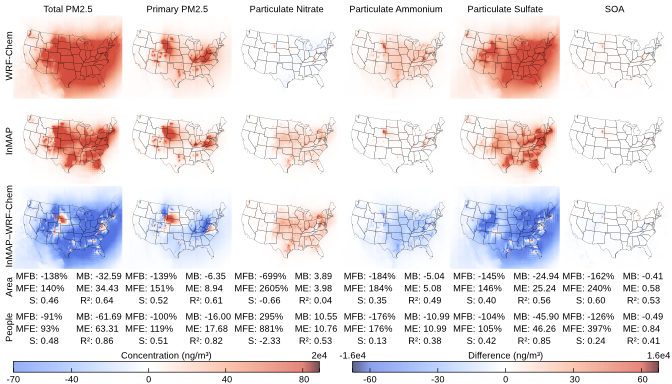 Total PM2.5 Primary PM2.5 Particulate Nitrate Particulate Ammonium Particulate Sulfate SOA
WRF-Chem
InMAP
InMAP−WRF-Chem
Area
MFB: -138% MB: -32.59 MFB: -139% MB: -6.35 MFB: -699% MB: 3.89 MFB: -184% MB: -5.04 MFB: -145% MB: -24.94 MFB: -162% MB: -0.41
MFE: 140% ME: 34.43 MFE: 151% ME: 8.94 MFE: 2605% ME: 3.98 MFE: 184% ME: 5.08 MFE: 146% ME: 25.24 MFE: 240% ME: 0.58
S: 0.46 R²: 0.64 S: 0.52 R²: 0.61 S: -0.66 R²: 0.04 S: 0.35 R²: 0.49 S: 0.40 R²: 0.56 S: 0.60 R²: 0.53
People
MFB: -91% MB: -61.69 MFB: -100% MB: -16.00 MFB: 295% MB: 10.55 MFB: -176% MB: -10.99 MFB: -104% MB: -45.90 MFB: -126% MB: -0.49
MFE: 93% ME: 63.31 MFE: 119% ME: 17.68 MFE: 881% ME: 10.76 MFE: 176% ME: 10.99 MFE: 105% ME: 46.26 MFE: 397% ME: 0.84
S: 0.48 R²: 0.86 S: 0.51 R²: 0.82 S: -2.33 R²: 0.53 S: 0.13 R²: 0.38 S: 0.42 R²: 0.85 S: 0.24 R²: 0.41
Concentration (ng/m³) 2e4 -1.6e4 Difference (ng/m³) 1.6e4
-70 -40 0 40 80 -60 -30 0 30 60